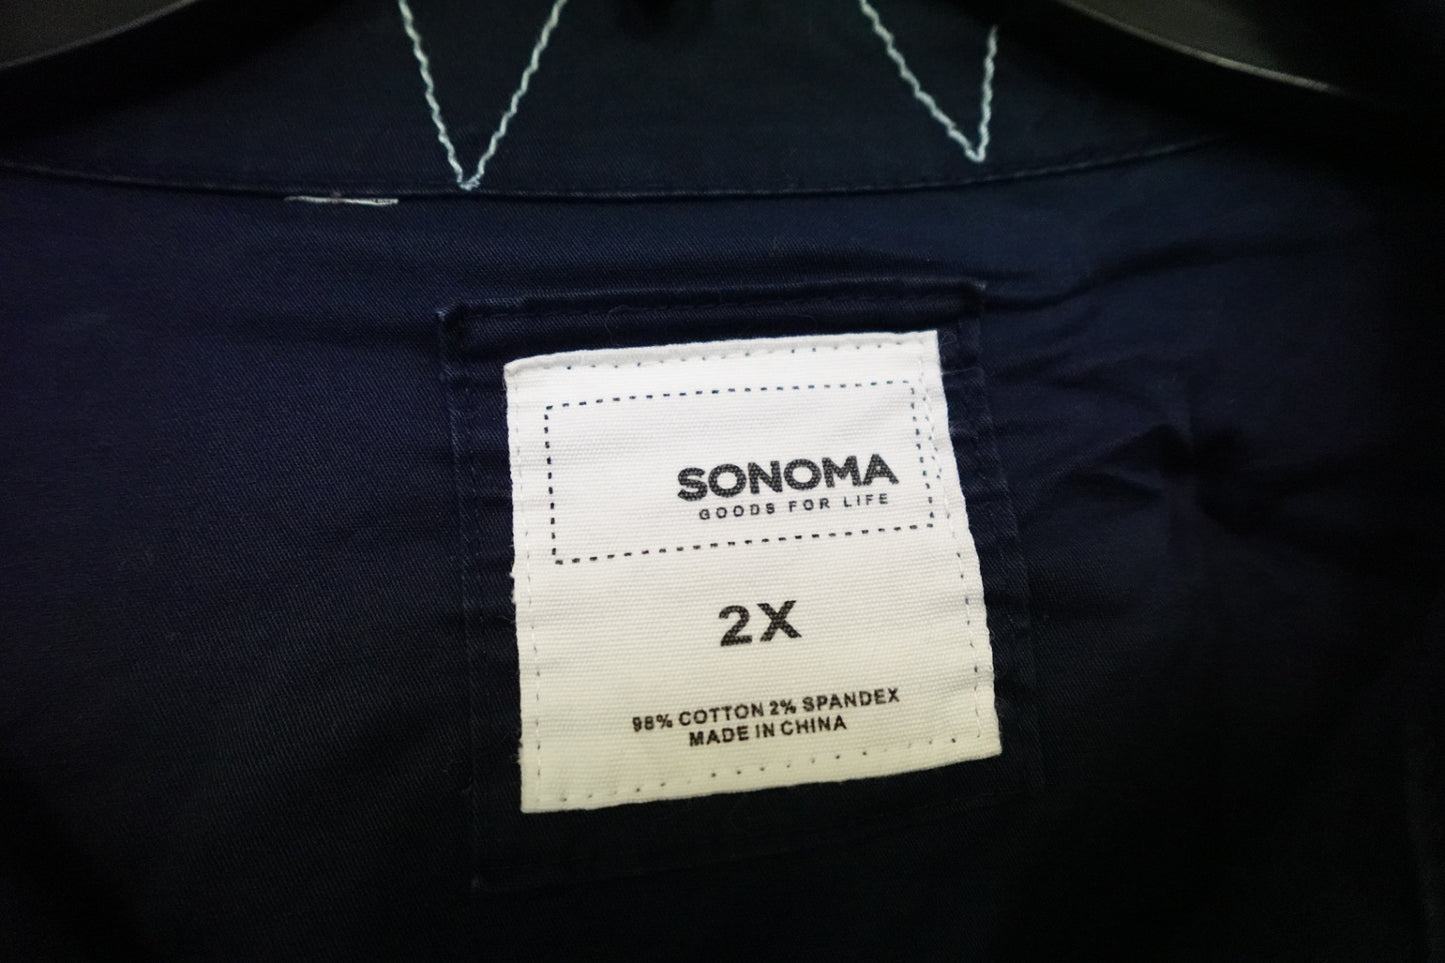 SONOMA
GOODS FOR LIFE
2X
98% COTTON 2% SPANDEX
MADE IN CHINA